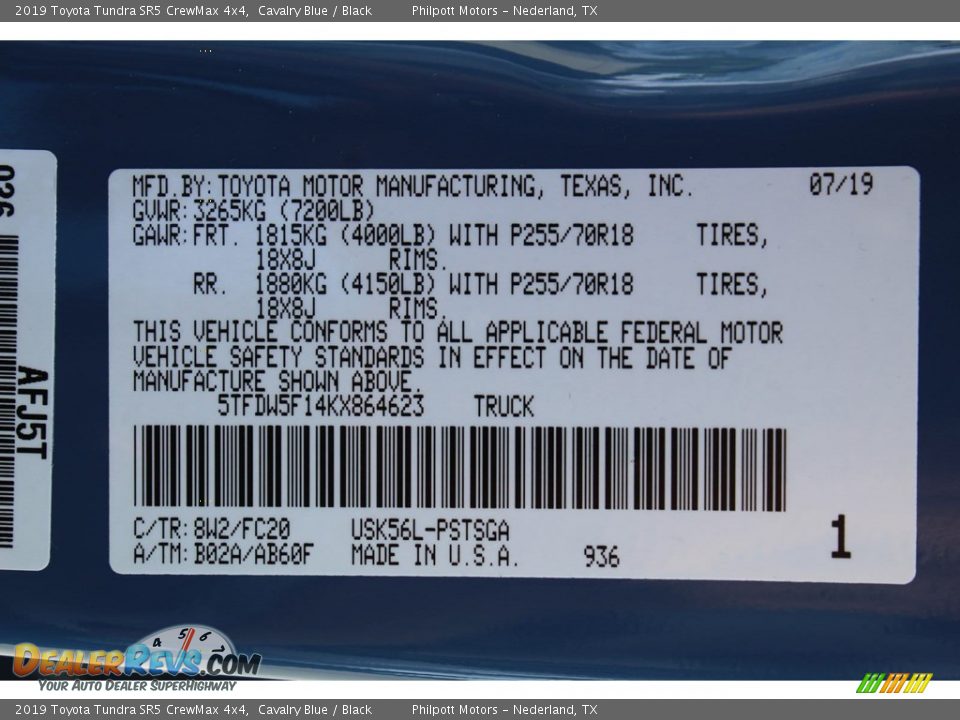 2019 Toyota Tundra SR5 CrewMax 4x4, Cavalry Blue / Black Philpott Motors - Nederland, TX
MFD.BY: TOYOTA MOTOR MANUFACTURING, TEXAS, INC. 07/19
GVWR: 3265KG (7200LB)
GAWR: FRT. 1815KG (4000LB) WITH P255/70R18 TIRES,
18X8J RIMS.
RR. 1880KG (4150LB) WITH P255/70R18 TIRES,
18X8J RIMS.
THIS VEHICLE CONFORMS TO ALL APPLICABLE FEDERAL MOTOR
VEHICLE SAFETY STANDARDS IN EFFECT ON THE DATE OF
MANUFACTURE SHOWN ABOVE.
5TFDW5F14KX864623 TRUCK
C/TR: 8W2/FC20 USK56L-PSTSGA
A/TM: B02A/AB60F MADE IN U.S.A. 936
1
AFJ5T
4 5 6
DEALERREVS.COM
YOUR AUTO DEALER SUPERHIGHWAY
2019 Toyota Tundra SR5 CrewMax 4x4, Cavalry Blue / Black Philpott Motors - Nederland, TX